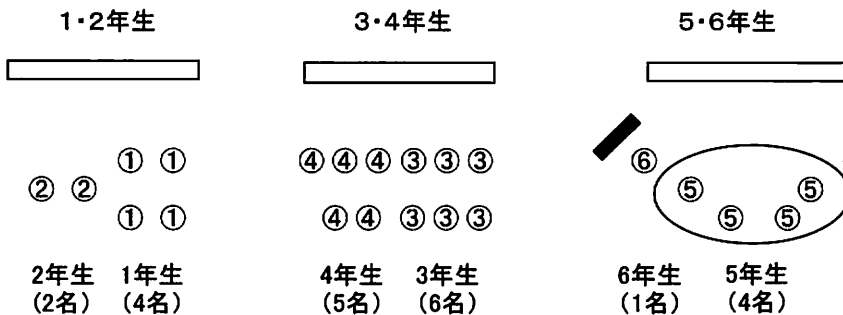 1・2年生
3・4年生
5・6年生
① ①
② ②
① ①
④ ④ ④ ③ ③ ③
④ ④ ③ ③ ③
⑥
⑤ ⑤
⑤ ⑤
2年生 1年生
(2名) (4名)
4年生 3年生
(5名) (6名)
6年生 5年生
(1名) (4名)